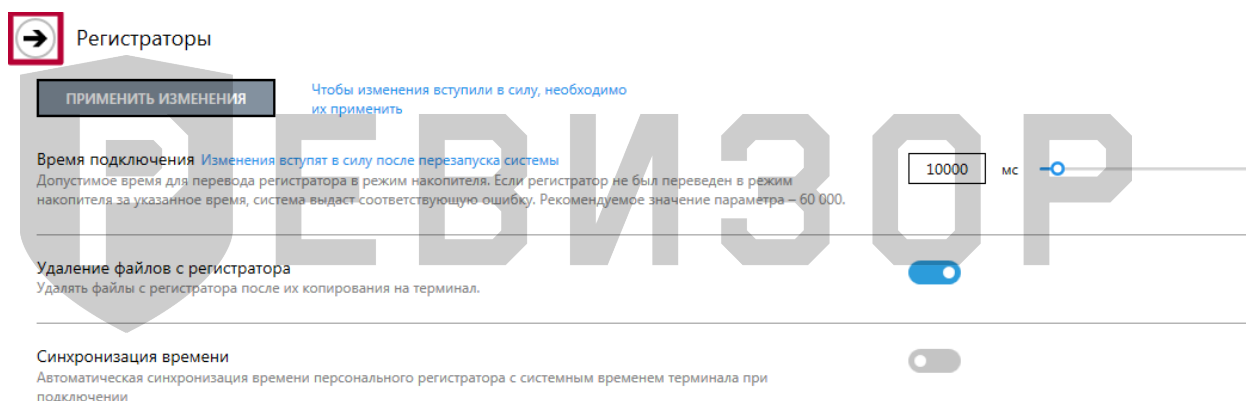 Регистраторы
ПРИМЕНИТЬ ИЗМЕНЕНИЯ
Чтобы изменения вступили в силу, необходимо
их применить
Время подключения Изменения вступят в силу после перезапуска системы
Допустимое время для перевода регистратора в режим накопителя. Если регистратор не был переведен в режим
накопителя за указанное время, система выдаст соответствующую ошибку. Рекомендуемое значение параметра – 60 000.
10000 мс
РЕВИЗОР
Удаление файлов с регистратора
Удалять файлы с регистратора после их копирования на терминал.
Синхронизация времени
Автоматическая синхронизация времени персонального регистратора с системным временем терминала при
подключении